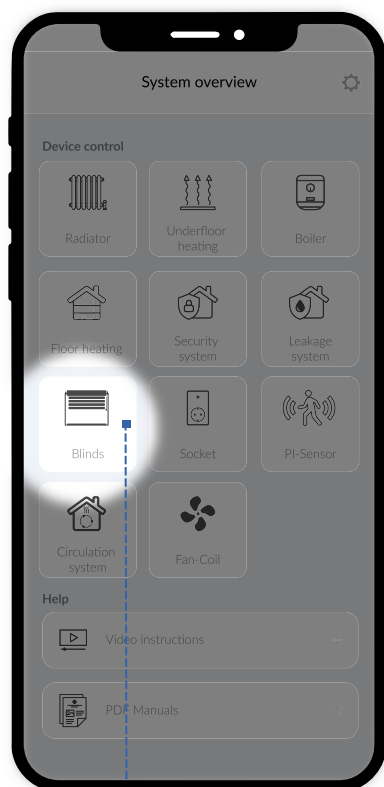 System overview
Device control
Radiator
Underfloor
heating
Boiler
Floor heating
Security
system
Leakage
system
Blinds
Socket
PI-Sensor
Circulation
system
Fan-Coil
Help
Video instructions
PDF Manuals